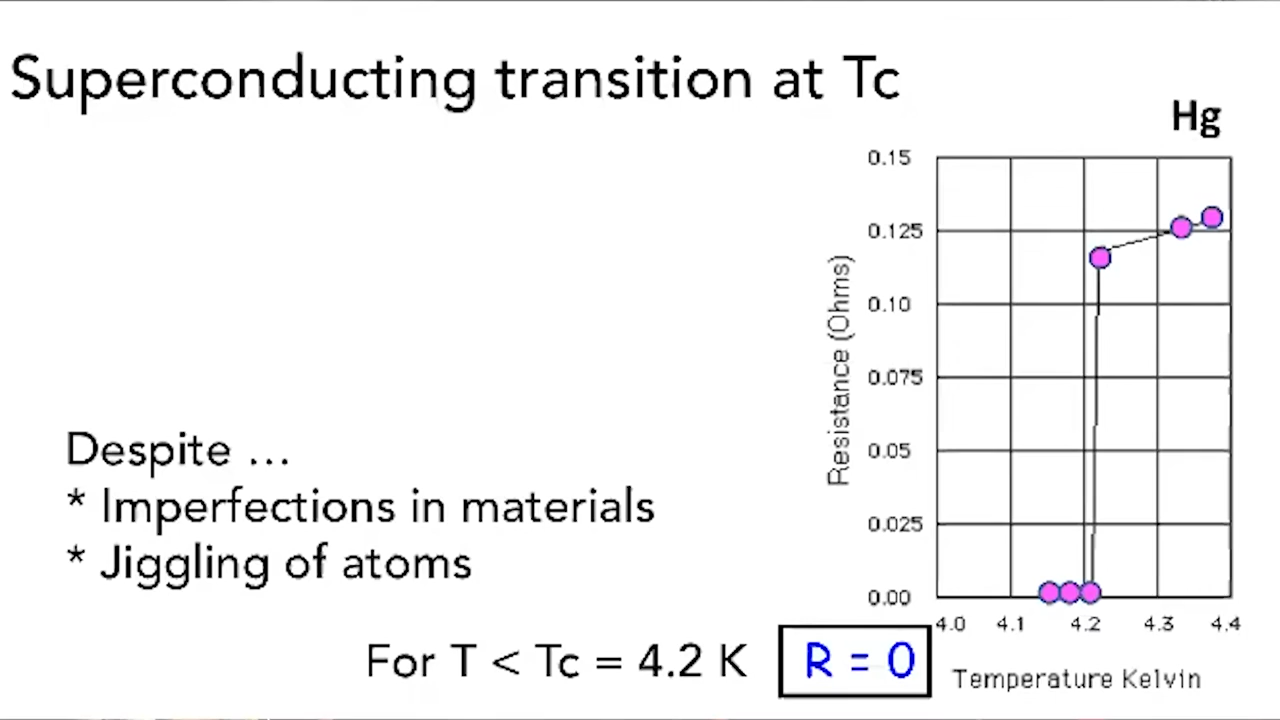 Superconducting transition at Tc
Hg
0.15
0.125
0.10
0.075
0.05
0.025
0.00
Resistance (Ohms)
4.0 4.1 4.2 4.3 4.4
Temperature Kelvin
Despite ...
* Imperfections in materials
* Jiggling of atoms
For T < Tc = 4.2 K R = 0